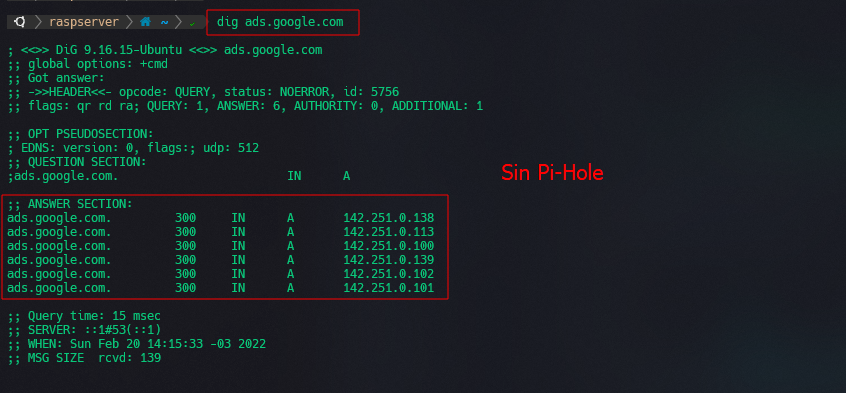 raspserver ~ ✓ dig ads.google.com
; <<>> DiG 9.16.15-Ubuntu <<>> ads.google.com
;; global options: +cmd
;; Got answer:
;; ->>HEADER<<- opcode: QUERY, status: NOERROR, id: 5756
;; flags: qr rd ra; QUERY: 1, ANSWER: 6, AUTHORITY: 0, ADDITIONAL: 1
;; OPT PSEUDOSECTION:
; EDNS: version: 0, flags:; udp: 512
;; QUESTION SECTION:
;ads.google.com. IN A
Sin Pi-Hole
;; ANSWER SECTION:
ads.google.com. 300 IN A 142.251.0.138
ads.google.com. 300 IN A 142.251.0.113
ads.google.com. 300 IN A 142.251.0.100
ads.google.com. 300 IN A 142.251.0.139
ads.google.com. 300 IN A 142.251.0.102
ads.google.com. 300 IN A 142.251.0.101
;; Query time: 15 msec
;; SERVER: ::1#53(::1)
;; WHEN: Sun Feb 20 14:15:33 -03 2022
;; MSG SIZE rcvd: 139